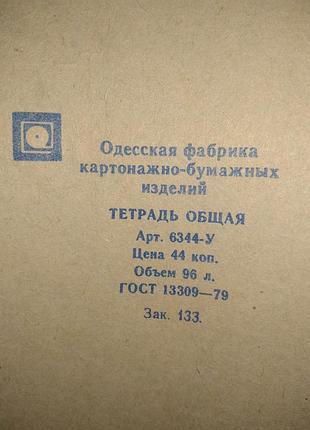 Одесская фабрика
картонажно-бумажных
изделий
ТЕТРАДЬ ОБЩАЯ
Арт. 6344-У
Цена 44 коп.
Объем 96 л.
ГОСТ 13309—79
Зак. 133.